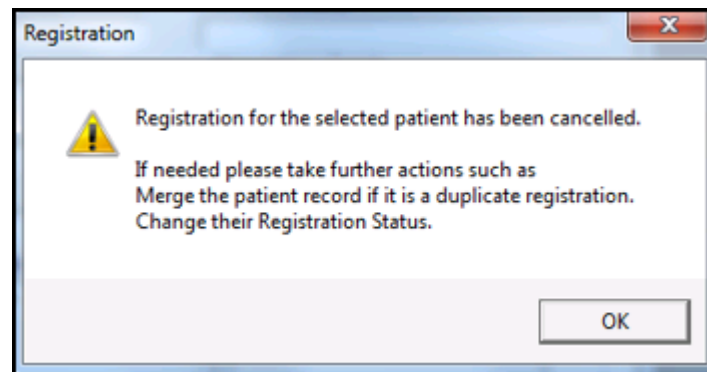 Registration
Registration for the selected patient has been cancelled.
If needed please take further actions such as
Merge the patient record if it is a duplicate registration.
Change their Registration Status.
OK